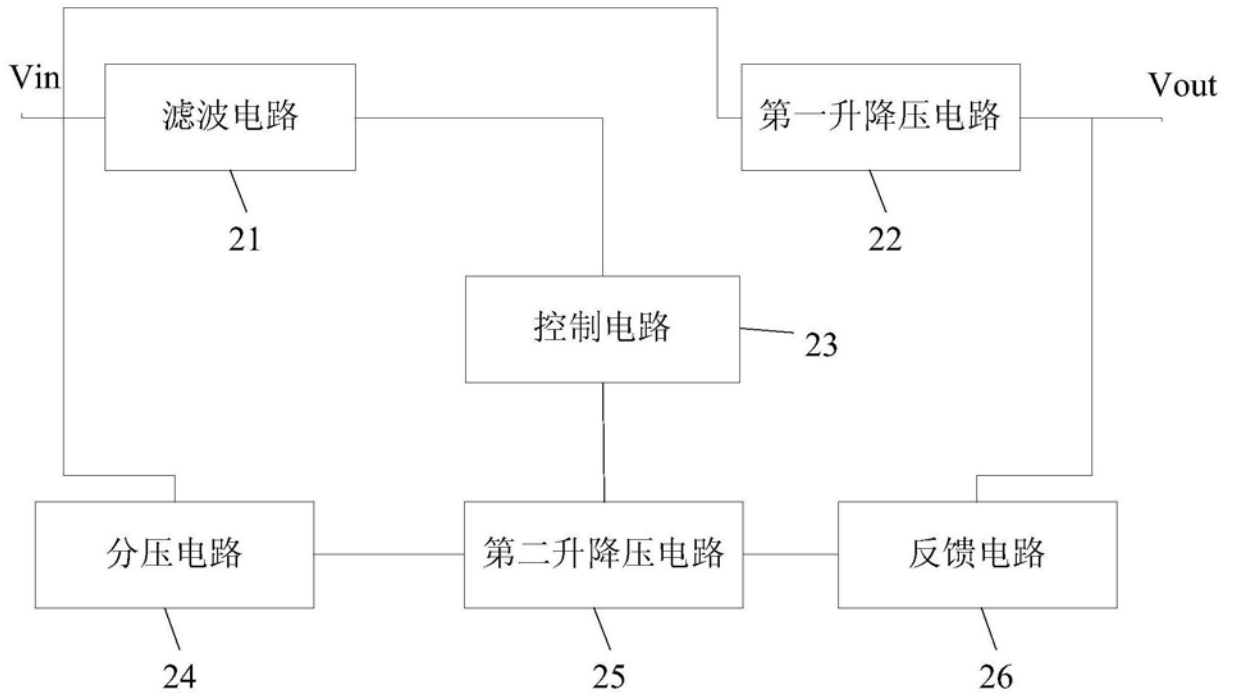 Vin
滤波电路
第一升降压电路
Vout
21
22
控制电路
23
分压电路
第二升降压电路
反馈电路
24
25
26